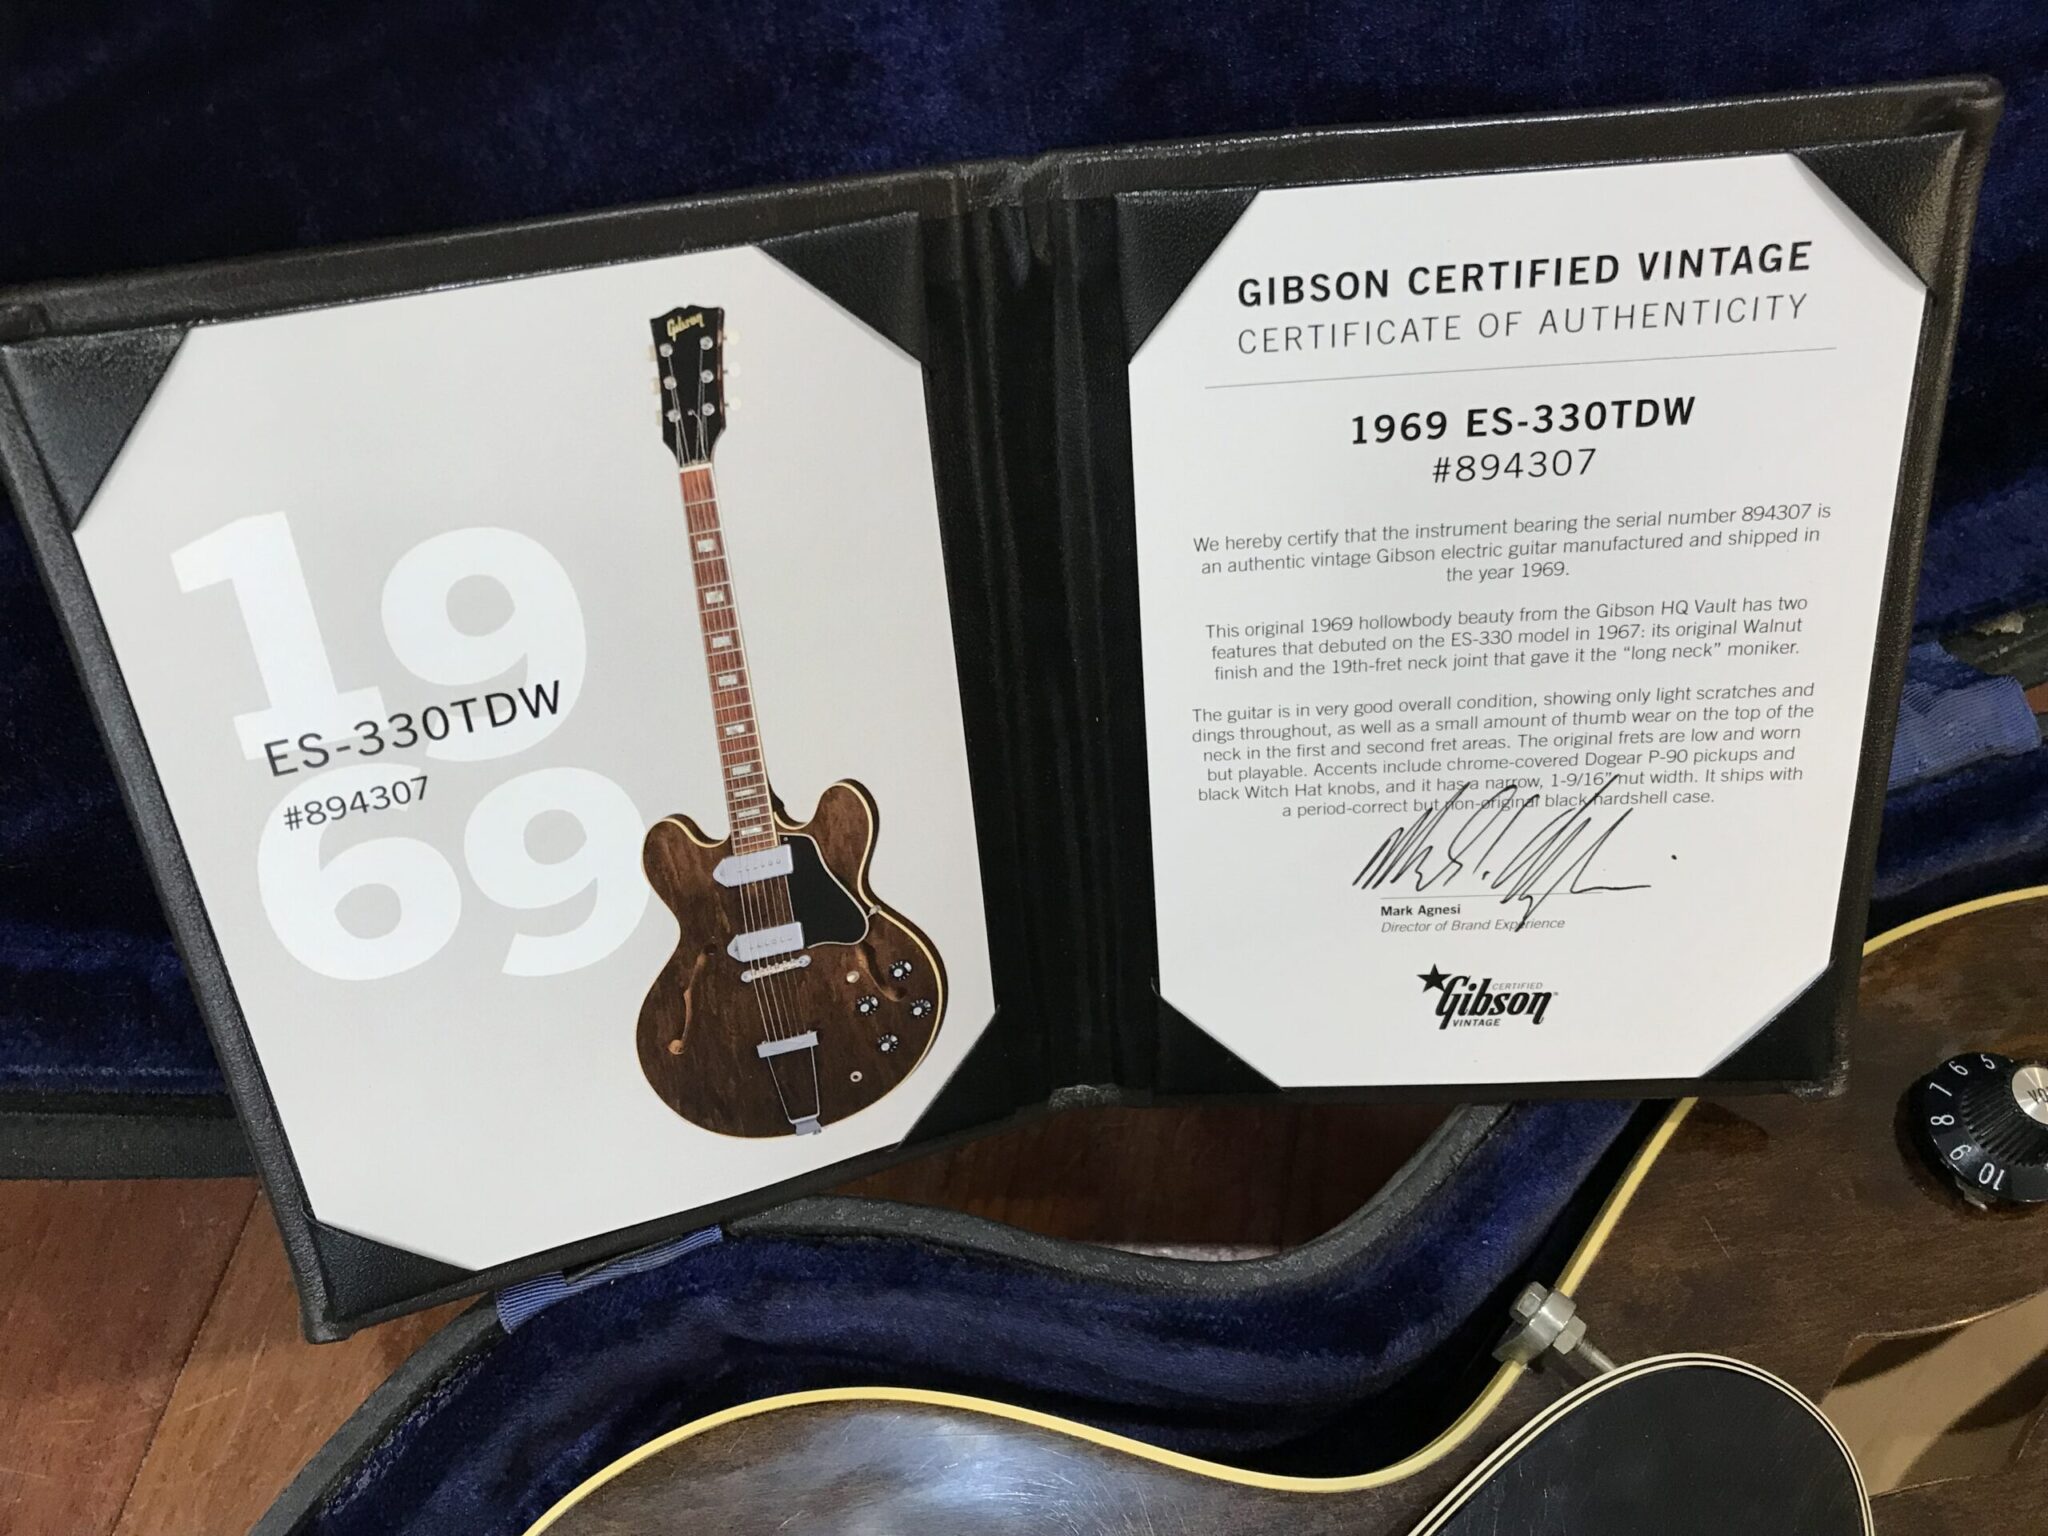 Gibson
19
69
ES-330TDW
#894307
GIBSON CERTIFIED VINTAGE
CERTIFICATE OF AUTHENTICITY
1969 ES-330TDW
#894307
We hereby certify that the instrument bearing the serial number 894307 is
an authentic vintage Gibson electric guitar manufactured and shipped in
the year 1969.
This original 1969 hollowbody beauty from the Gibson HQ Vault has two
features that debuted on the ES-330 model in 1967: its original Walnut
finish and the 19th-fret neck joint that gave it the “long neck” moniker.
The guitar is in very good overall condition, showing only light scratches and
dings throughout, as well as a small amount of thumb wear on the top of the
neck in the first and second fret areas. The original frets are low and worn
but playable. Accents include chrome-covered Dogear P-90 pickups and
black Witch Hat knobs, and it has a narrow, 1-9/16” nut width. It ships with
a period-correct but non-original black hardshell case.
Mark Agnesi
Director of Brand Experience
CERTIFIED
Gibson
VINTAGE
5
6
7
8
9
10